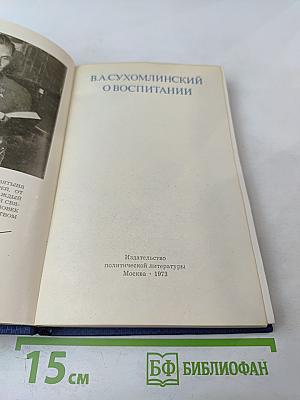 В.А.СУХОМЛИНСКИЙ
О ВОСПИТАНИИ
Издательство
политической литературы
Москва · 1973
15 см
БФ БИБЛИОФАН